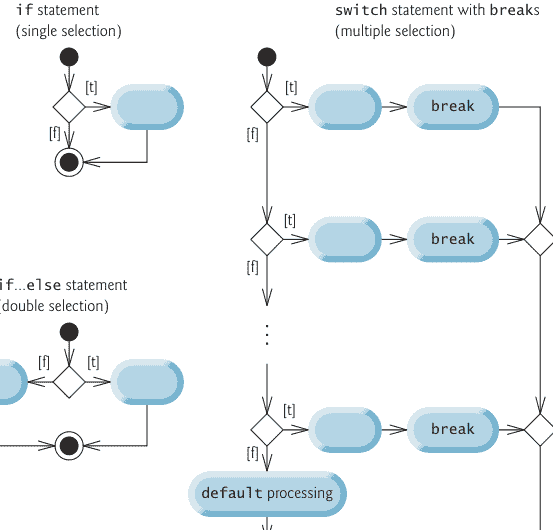 if statement
(single selection)
[t]
[f]
if...else statement
(double selection)
[f]
[t]
switch statement with breaks
(multiple selection)
[t]
break
[f]
[t]
break
[f]
[t]
break
[f]
default processing